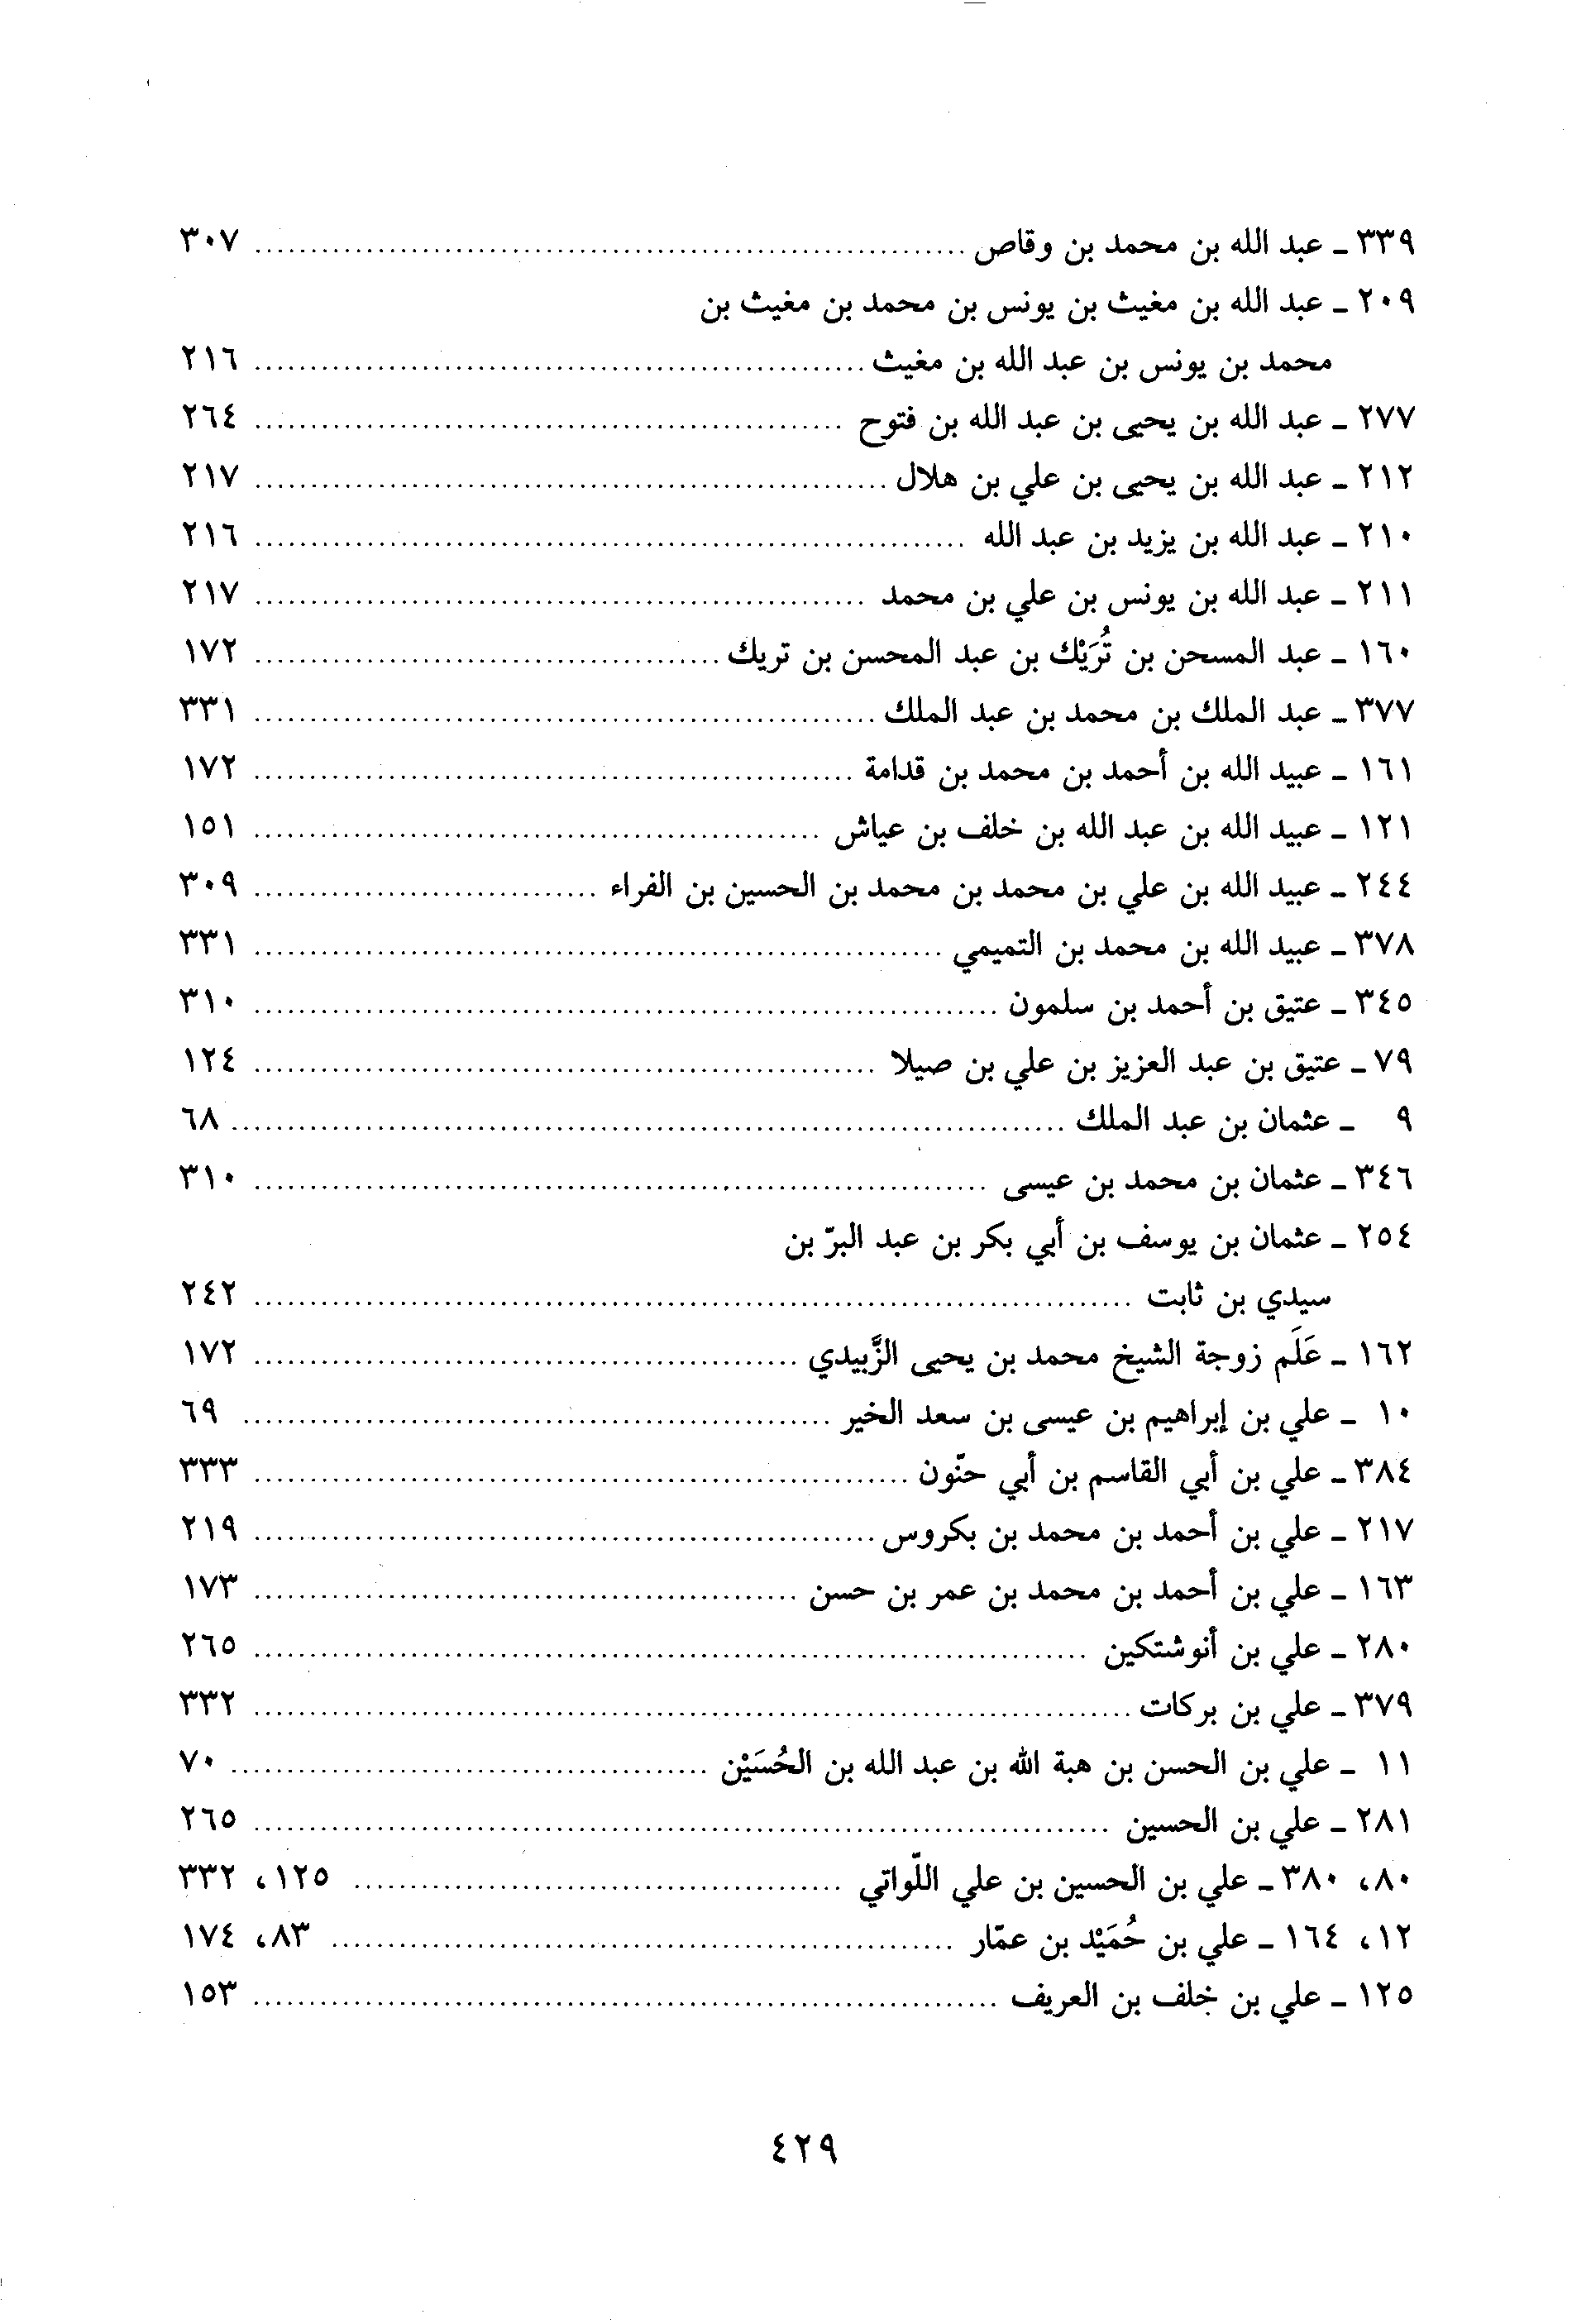 ٣٣٩ ـ عبد الله بن محمد بن وقاص ........................ ٣٠٧
٢٠٩ ـ عبد الله بن مغيث بن يونس بن محمد بن مغيث بن
محمد بن يونس بن عبد الله بن مغيث ........................ ٢١٦
٢٧٧ ـ عبد الله بن يحيى بن عبد الله بن فتوح ........................ ٢٦٤
٢١٢ ـ عبد الله بن يحيى بن علي بن هلال ........................ ٢١٧
٢١٠ ـ عبد الله بن يزيد بن عبد الله ........................ ٢١٦
٢١١ ـ عبد الله بن يونس بن علي بن محمد ........................ ٢١٧
١٦٠ ـ عبد المسحن بن تُرَيْك بن عبد المحسن بن تريك ........................ ١٧٢
٣٧٧ ـ عبد الملك بن محمد بن عبد الملك ........................ ٣٣١
١٦١ ـ عبيد الله بن أحمد بن محمد بن قدامة ........................ ١٧٢
١٢١ ـ عبيد الله بن عبد الله بن خلف بن عياش ........................ ١٥١
٢٤٤ ـ عبيد الله بن علي بن محمد بن محمد بن الحسين بن الفراء ........................ ٣٠٩
٣٧٨ ـ عبيد الله بن محمد بن التميمي ........................ ٣٣١
٣٤٥ ـ عتيق بن أحمد بن سلمون ........................ ٣١٠
٧٩ ـ عتيق بن عبد العزيز بن علي بن صيلا ........................ ١٢٤
٩ ـ عثمان بن عبد الملك ........................ ٦٨
٣٤٦ ـ عثمان بن محمد بن عيسى ........................ ٣١٠
٢٥٤ ـ عثمان بن يوسف بن أبي بكر بن عبد البرّ بن
سيدي بن ثابت ........................ ٢٤٢
١٦٢ ـ عَلَم زوجة الشيخ محمد بن يحيى الزَّبيدي ........................ ١٧٢
١٠ ـ علي بن إبراهيم بن عيسى بن سعد الخير ........................ ٦٩
٣٨٤ ـ علي بن أبي القاسم بن أبي حنّون ........................ ٣٣٣
٢١٧ ـ علي بن أحمد بن محمد بن بكروس ........................ ٢١٩
١٦٣ ـ علي بن أحمد بن محمد بن عمر بن حسن ........................ ١٧٣
٢٨٠ ـ علي بن أنوشتكين ........................ ٢٦٥
٣٧٩ ـ علي بن بركات ........................ ٣٣٢
١١ ـ علي بن الحسن بن هبة الله بن عبد الله بن الحُسَيْن ........................ ٧٠
٢٨١ ـ علي بن الحسين ........................ ٢٦٥
٨٠، ٣٨٠ ـ علي بن الحسين بن علي اللّواتي ........................ ١٢٥، ٣٣٢
١٢، ١٦٤ ـ علي بن حُمَيْد بن عمّار ........................ ٨٣، ١٧٤
١٢٥ ـ علي بن خلف بن العريف ........................ ١٥٣
٤٢٩